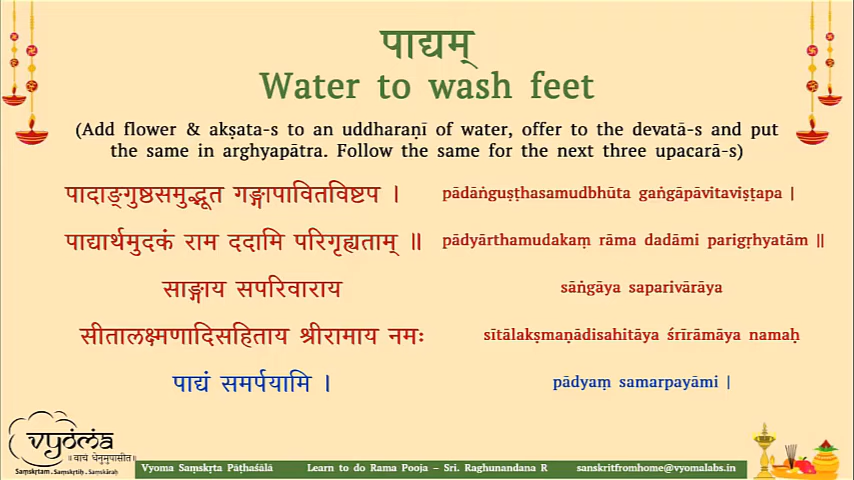 पाद्यम्
Water to wash feet
(Add flower & akṣata-s to an uddharaṇī of water, offer to the devatā-s and put
the same in arghyapātra. Follow the same for the next three upacarā-s)
पादाङ्गुष्ठसमुद्भूत गङ्गापावितविष्टप । pādāṅguṣṭhasamudbhūta gaṅgāpāvitaviṣṭapa |
पाद्यार्थमुदकं राम ददामि परिगृह्यताम् ॥ pādyārthamudakaṃ rāma dadāmi parigṛhyatām ||
साङ्गाय सपरिवाराय sāṅgāya saparivārāya
सीतालक्ष्मणादिसहिताय श्रीरामाय नमः sītālakṣmaṇādisahitāya śrīrāmāya namaḥ
पाद्यं समर्पयामि । pādyaṃ samarpayāmi |
vyoma
॥ वाचं धेनुमुपासीत ॥
Saṃskṛtam . Saṃskṛtiḥ . Saṃskāraḥ
Vyoma Saṃskṛta Pāṭhaśālā Learn to do Rama Pooja – Sri. Raghunandana R sanskritfromhome@vyomalabs.in